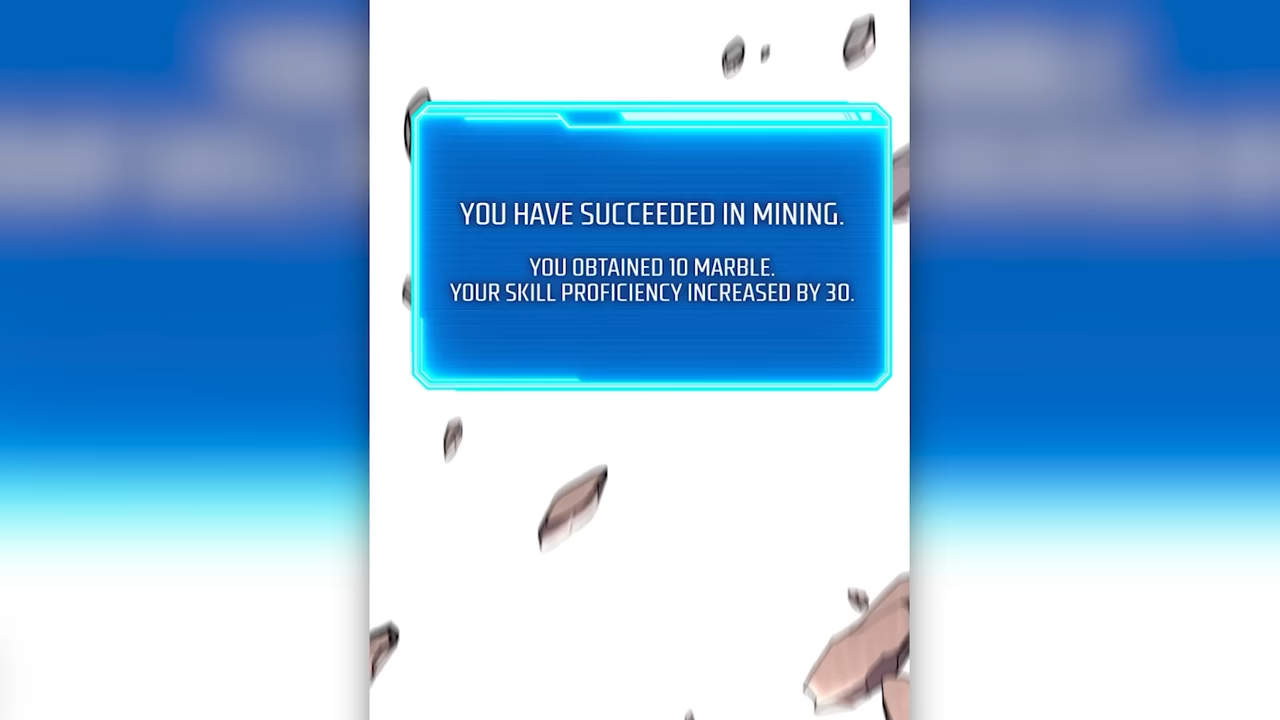 YOU HAVE SUCCEEDED IN MINING.
YOU OBTAINED 10 MARBLE.
YOUR SKILL PROFICIENCY INCREASED BY 30.